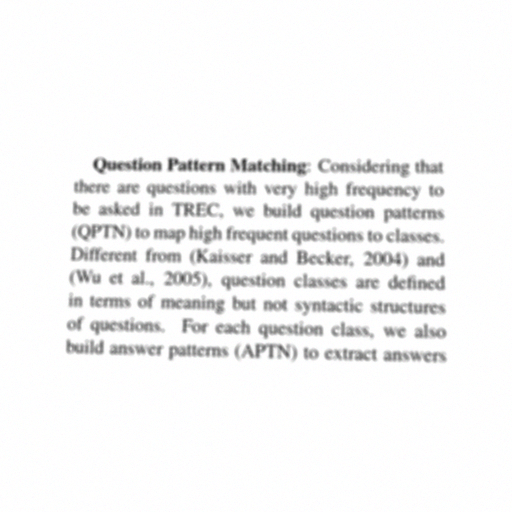 Question Pattern Matching: Considering that
there are questions with very high frequency to
be asked in TREC, we build question patterns
(QPTN) to map high frequent questions to classes.
Different from (Kaisser and Becker, 2004) and
(Wu et al., 2005), question classes are defined
in terms of meaning but not syntactic structures
of questions. For each question class, we also
build answer patterns (APTN) to extract answers